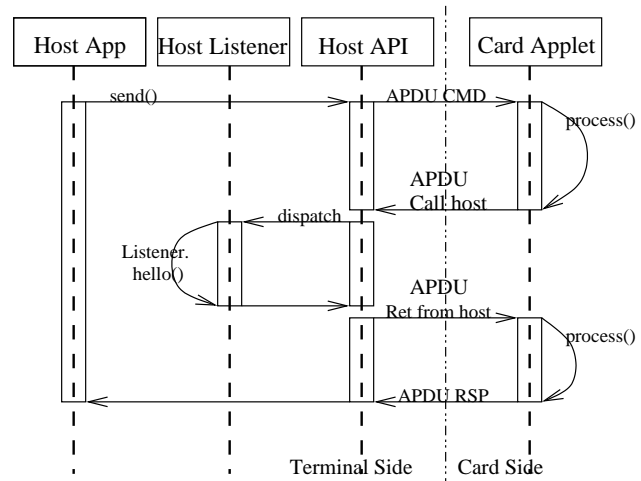 Host App
Host Listener
Host API
Card Applet
send()
APDU CMD
process()
APDU
Call host
dispatch
Listener.
hello()
APDU
Ret from host
process()
APDU RSP
Terminal Side
Card Side